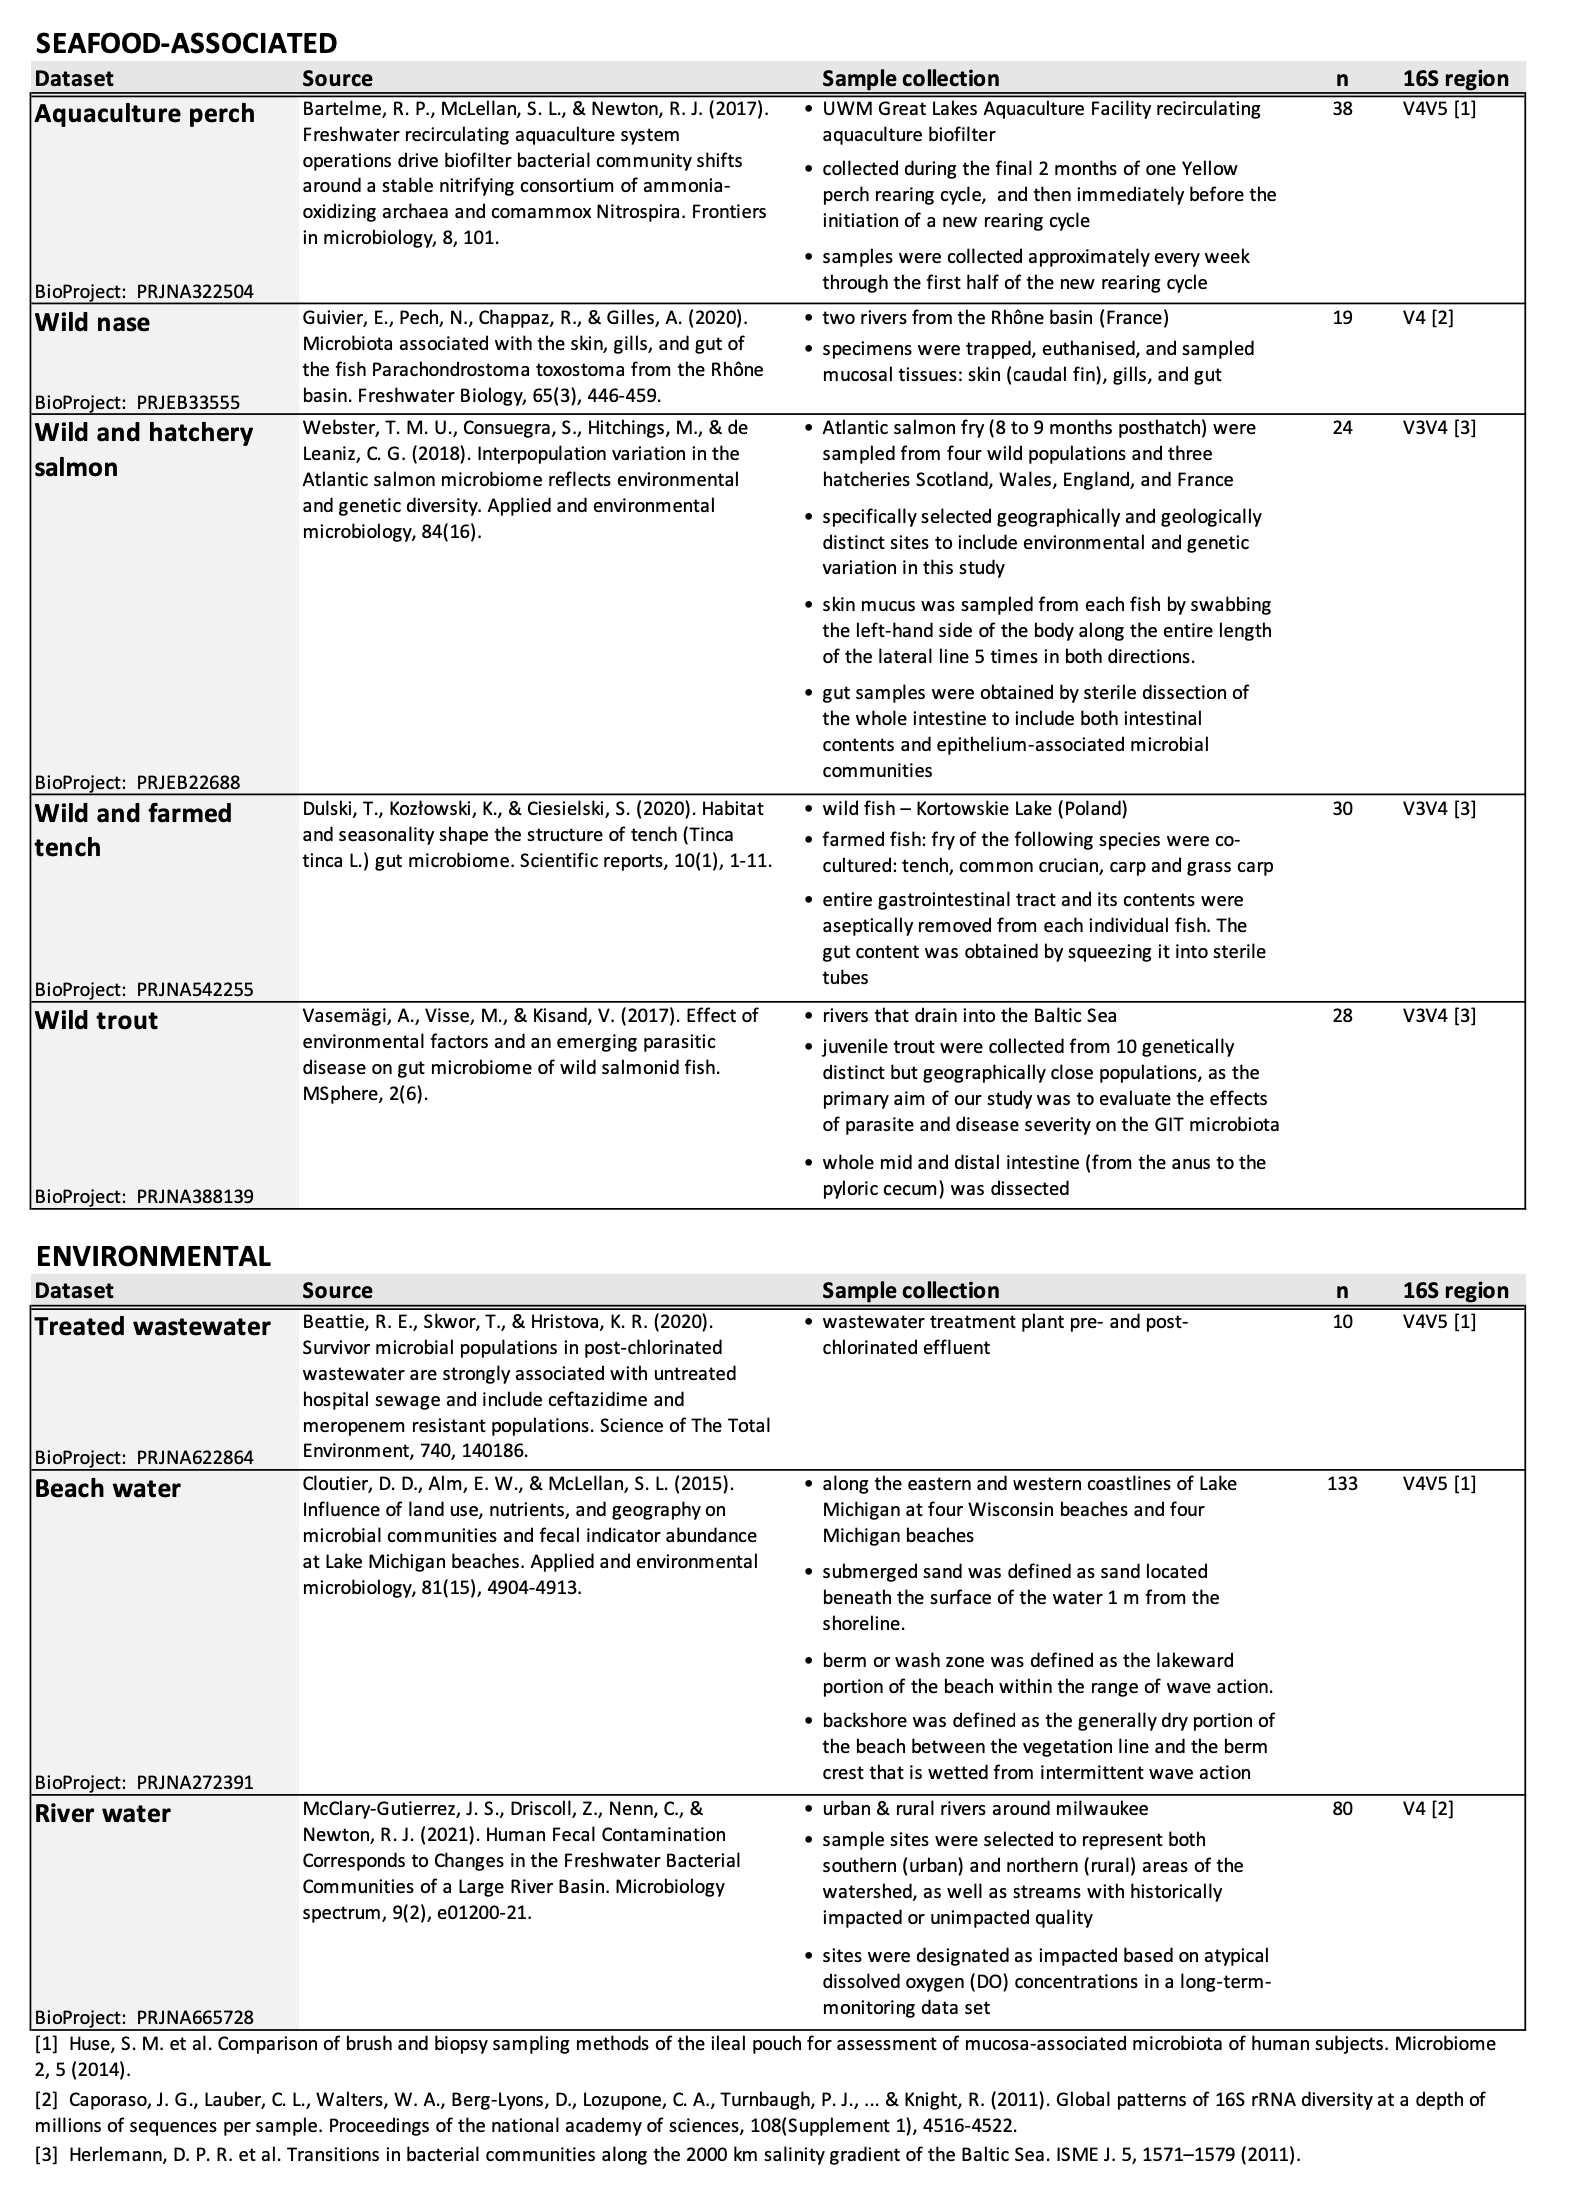 SEAFOOD-ASSOCIATED
Dataset Source Sample collection n 16S region
Aquaculture perch
BioProject: PRJNA322504
Bartelme, R. P., McLellan, S. L., & Newton, R. J. (2017).
Freshwater recirculating aquaculture system
operations drive biofilter bacterial community shifts
around a stable nitrifying consortium of ammonia-
oxidizing archaea and comammox Nitrospira. Frontiers
in microbiology, 8, 101.
• UWM Great Lakes Aquaculture Facility recirculating
aquaculture biofilter
• collected during the final 2 months of one Yellow
perch rearing cycle, and then immediately before the
initiation of a new rearing cycle
• samples were collected approximately every week
through the first half of the new rearing cycle
38
V4V5 [1]
Wild nase
BioProject: PRJEB33555
Guivier, E., Pech, N., Chappaz, R., & Gilles, A. (2020).
Microbiota associated with the skin, gills, and gut of
the fish Parachondrostoma toxostoma from the Rhône
basin. Freshwater Biology, 65(3), 446-459.
• two rivers from the Rhône basin (France)
• specimens were trapped, euthanised, and sampled
mucosal tissues: skin (caudal fin), gills, and gut
19
V4 [2]
Wild and hatchery
salmon
BioProject: PRJEB22688
Webster, T. M. U., Consuegra, S., Hitchings, M., & de
Leaniz, C. G. (2018). Interpopulation variation in the
Atlantic salmon microbiome reflects environmental
and genetic diversity. Applied and environmental
microbiology, 84(16).
• Atlantic salmon fry (8 to 9 months posthatch) were
sampled from four wild populations and three
hatcheries Scotland, Wales, England, and France
• specifically selected geographically and geologically
distinct sites to include environmental and genetic
variation in this study
• skin mucus was sampled from each fish by swabbing
the left-hand side of the body along the entire length
of the lateral line 5 times in both directions.
• gut samples were obtained by sterile dissection of
the whole intestine to include both intestinal
contents and epithelium-associated microbial
communities
24
V3V4 [3]
Wild and farmed
tench
BioProject: PRJNA542255
Dulski, T., Kozłowski, K., & Ciesielski, S. (2020). Habitat
and seasonality shape the structure of tench (Tinca
tinca L.) gut microbiome. Scientific reports, 10(1), 1-11.
• wild fish – Kortowskie Lake (Poland)
• farmed fish: fry of the following species were co-
cultured: tench, common crucian, carp and grass carp
• entire gastrointestinal tract and its contents were
aseptically removed from each individual fish. The
gut content was obtained by squeezing it into sterile
tubes
30
V3V4 [3]
Wild trout
BioProject: PRJNA388139
Vasemägi, A., Visse, M., & Kisand, V. (2017). Effect of
environmental factors and an emerging parasitic
disease on gut microbiome of wild salmonid fish.
MSphere, 2(6).
• rivers that drain into the Baltic Sea
• juvenile trout were collected from 10 genetically
distinct but geographically close populations, as the
primary aim of our study was to evaluate the effects
of parasite and disease severity on the GIT microbiota
• whole mid and distal intestine (from the anus to the
pyloric cecum) was dissected
28
V3V4 [3]
ENVIRONMENTAL
Dataset Source Sample collection n 16S region
Treated wastewater
BioProject: PRJNA622864
Beattie, R. E., Skwor, T., & Hristova, K. R. (2020).
Survivor microbial populations in post-chlorinated
wastewater are strongly associated with untreated
hospital sewage and include ceftazidime and
meropenem resistant populations. Science of The Total
Environment, 740, 140186.
• wastewater treatment plant pre- and post-
chlorinated effluent
10
V4V5 [1]
Beach water
BioProject: PRJNA272391
Cloutier, D. D., Alm, E. W., & McLellan, S. L. (2015).
Influence of land use, nutrients, and geography on
microbial communities and fecal indicator abundance
at Lake Michigan beaches. Applied and environmental
microbiology, 81(15), 4904-4913.
• along the eastern and western coastlines of Lake
Michigan at four Wisconsin beaches and four
Michigan beaches
• submerged sand was defined as sand located
beneath the surface of the water 1 m from the
shoreline.
• berm or wash zone was defined as the lakeward
portion of the beach within the range of wave action.
• backshore was defined as the generally dry portion of
the beach between the vegetation line and the berm
crest that is wetted from intermittent wave action
133
V4V5 [1]
River water
BioProject: PRJNA665728
McClary-Gutierrez, J. S., Driscoll, Z., Nenn, C., &
Newton, R. J. (2021). Human Fecal Contamination
Corresponds to Changes in the Freshwater Bacterial
Communities of a Large River Basin. Microbiology
spectrum, 9(2), e01200-21.
• urban & rural rivers around milwaukee
• sample sites were selected to represent both
southern (urban) and northern (rural) areas of the
watershed, as well as streams with historically
impacted or unimpacted quality
• sites were designated as impacted based on atypical
dissolved oxygen (DO) concentrations in a long-term-
monitoring data set
80
V4 [2]
[1] Huse, S. M. et al. Comparison of brush and biopsy sampling methods of the ileal pouch for assessment of mucosa-associated microbiota of human subjects. Microbiome
2, 5 (2014).
[2] Caporaso, J. G., Lauber, C. L., Walters, W. A., Berg-Lyons, D., Lozupone, C. A., Turnbaugh, P. J., ... & Knight, R. (2011). Global patterns of 16S rRNA diversity at a depth of
millions of sequences per sample. Proceedings of the national academy of sciences, 108(Supplement 1), 4516-4522.
[3] Herlemann, D. P. R. et al. Transitions in bacterial communities along the 2000 km salinity gradient of the Baltic Sea. ISME J. 5, 1571–1579 (2011).